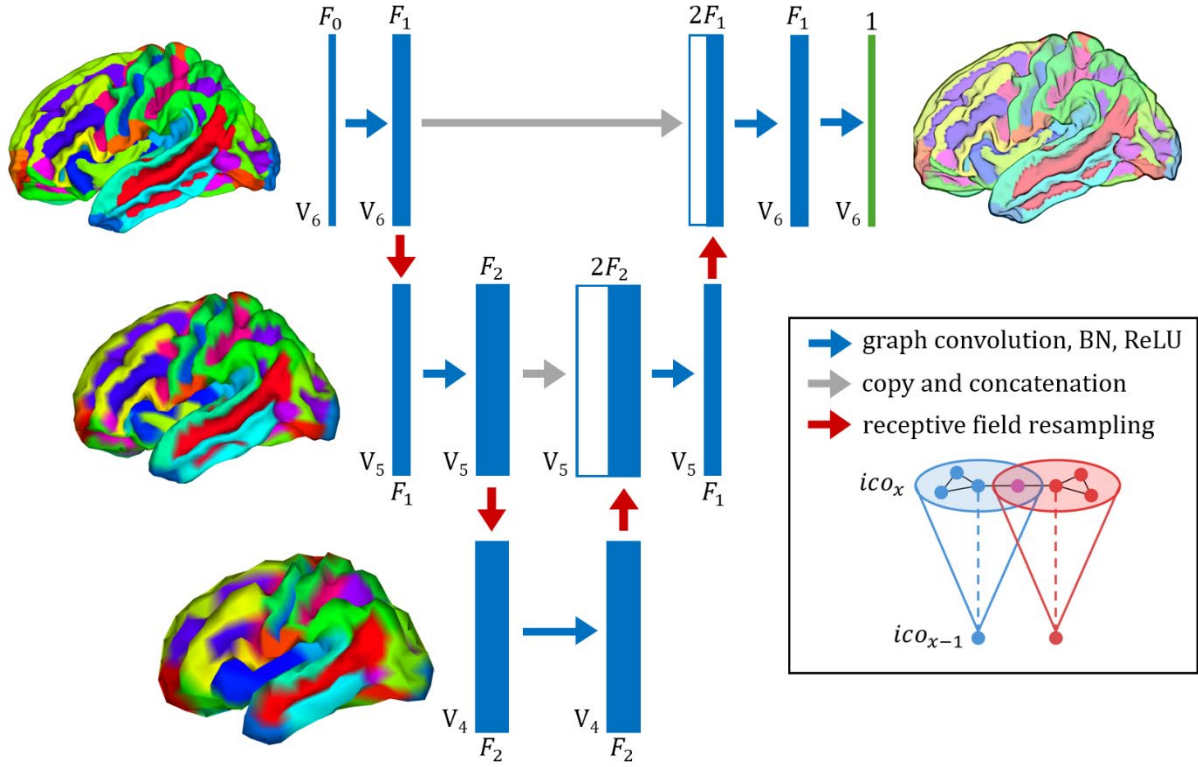 F₀ F₁ 2F₁ F₁ 1
V₆ V₆ V₆ V₆
F₂ 2F₂
V₅ V₅ V₅ V₅
F₁ F₁
V₄ V₄
F₂ F₂
graph convolution, BN, ReLU
copy and concatenation
receptive field resampling
icoₓ
icoₓ₋₁